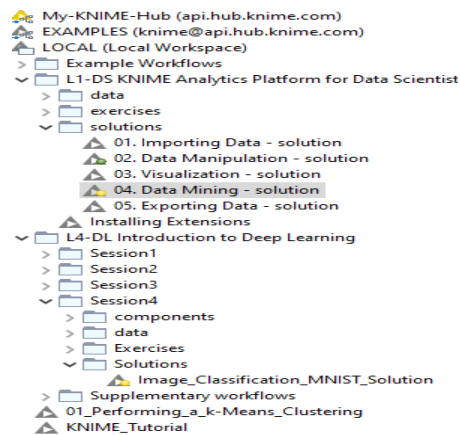 My-KNIME-Hub (api.hub.knime.com)
EXAMPLES (knime@api.hub.knime.com)
LOCAL (Local Workspace)
Example Workflows
L1-DS KNIME Analytics Platform for Data Scientist
data
exercises
solutions
01. Importing Data - solution
02. Data Manipulation - solution
03. Visualization - solution
04. Data Mining - solution
05. Exporting Data - solution
Installing Extensions
L4-DL Introduction to Deep Learning
Session1
Session2
Session3
Session4
components
data
Exercises
Solutions
Image_Classification_MNIST_Solution
Supplementary workflows
01_Performing_a_k-Means_Clustering
KNIME_Tutorial